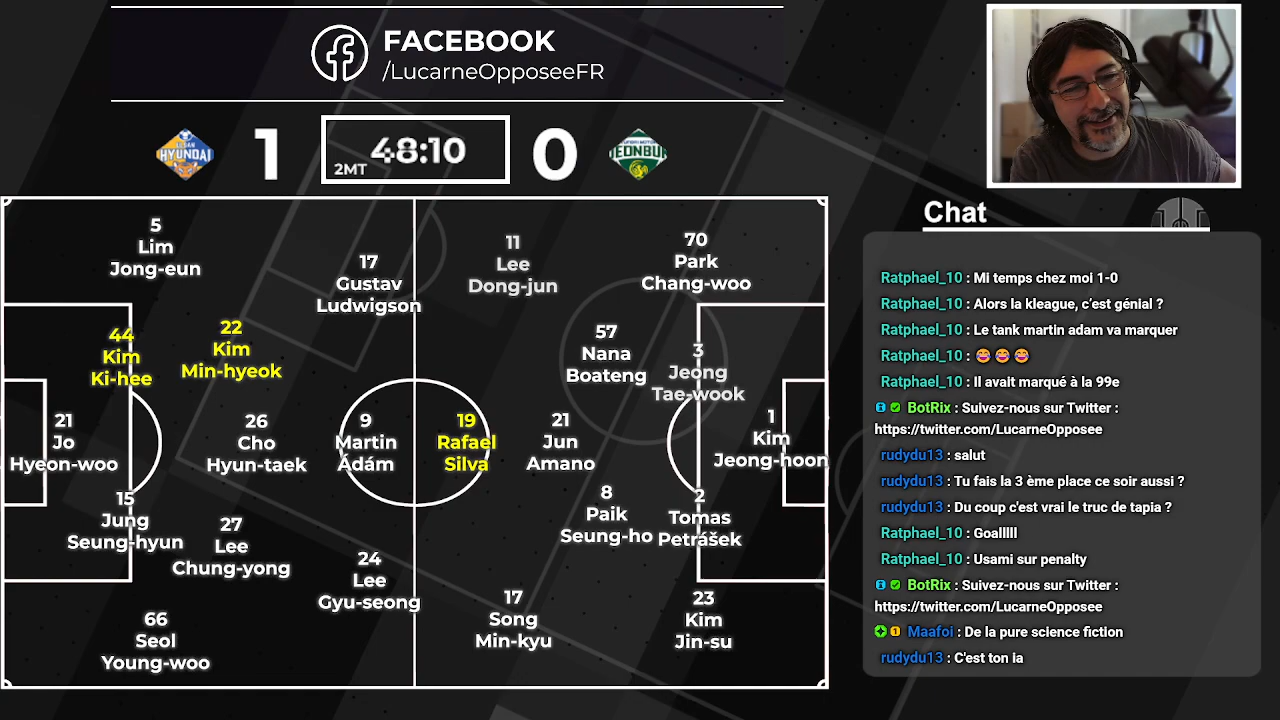 FACEBOOK
/LucarneOpposeeFR
HYUNDAI
1
2MT
48:10
0
Chat
5
Lim
Jong-eun
17
Gustav
Ludwigson
11
Lee
Dong-jun
70
Park
Chang-woo
44
Kim
Ki-hee
22
Kim
Min-hyeok
57
Nana
Boateng
3
Jeong
Tae-wook
21
Jo
Hyeon-woo
26
Cho
Hyun-taek
9
Martin
Ádám
19
Rafael
Silva
21
Jun
Amano
1
Kim
Jeong-hoon
15
Jung
Seung-hyun
27
Lee
Chung-yong
8
Paik
Seung-ho
2
Tomas
Petrášek
24
Lee
Gyu-seong
66
Seol
Young-woo
17
Song
Min-kyu
23
Kim
Jin-su
Ratphael_10 : Mi temps chez moi 1-0
Ratphael_10 : Alors la kleague, c'est génial ?
Ratphael_10 : Le tank martin adam va marquer
Ratphael_10 : 😂😂😂
Ratphael_10 : Il avait marqué à la 99e
BotRix : Suivez-nous sur Twitter :
https://twitter.com/LucarneOpposee
rudydu13 : salut
rudydu13 : Tu fais la 3 ème place ce soir aussi ?
rudydu13 : Du coup c'est vrai le truc de tapia ?
Ratphael_10 : Goalllll
Ratphael_10 : Usami sur penalty
BotRix : Suivez-nous sur Twitter :
https://twitter.com/LucarneOpposee
Maafoi : De la pure science fiction
rudydu13 : C'est ton ia